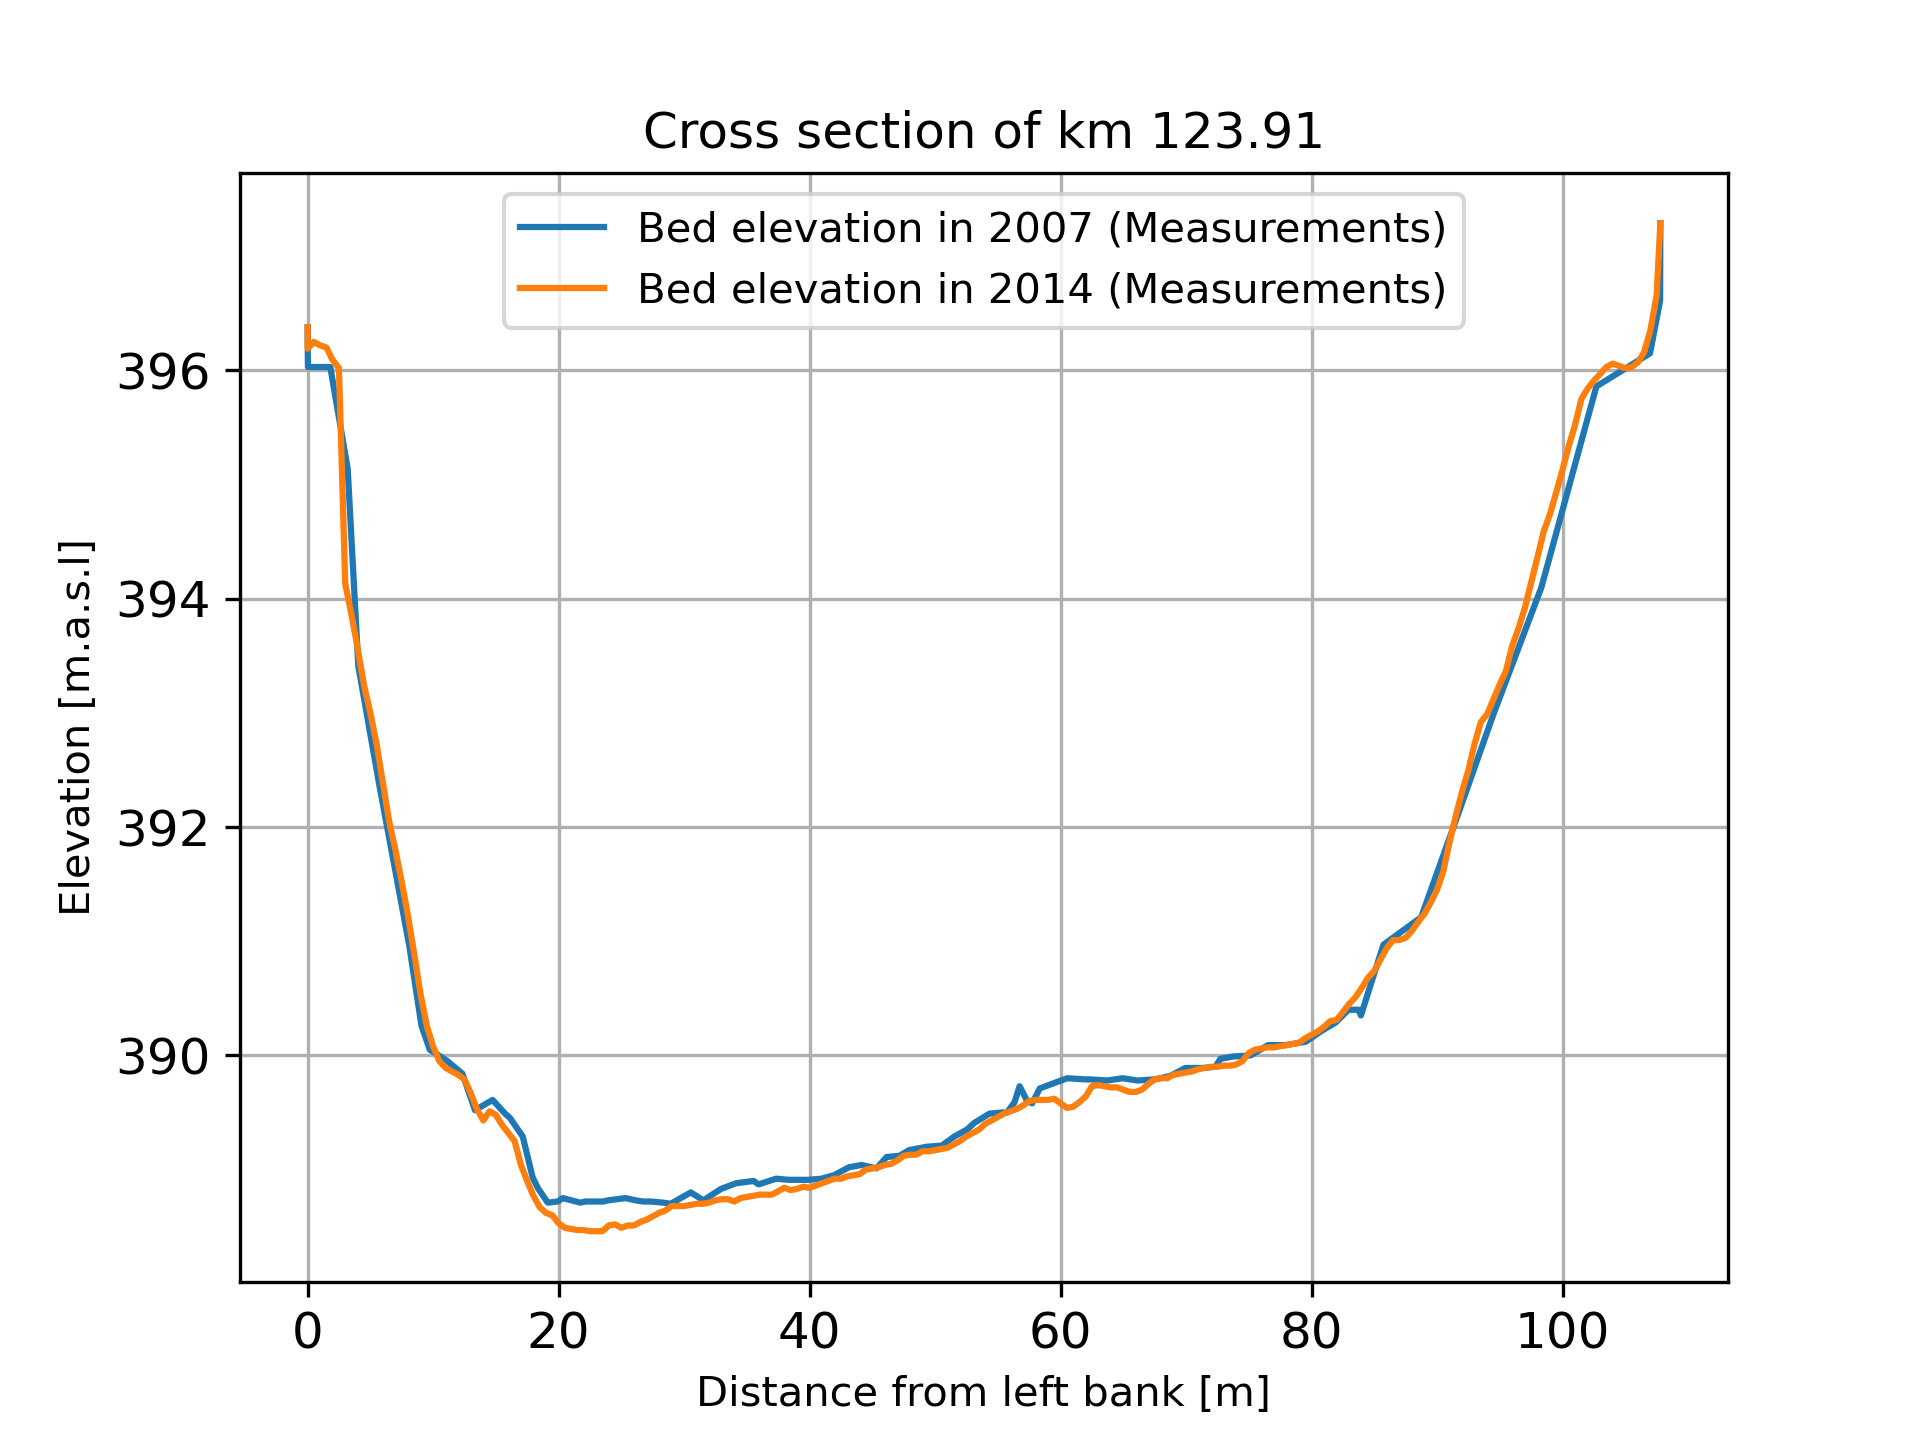 Cross section of km 123.91
Bed elevation in 2007 (Measurements)
Bed elevation in 2014 (Measurements)
Elevation [m.a.s.l]
396
394
392
390
0 20 40 60 80 100
Distance from left bank [m]